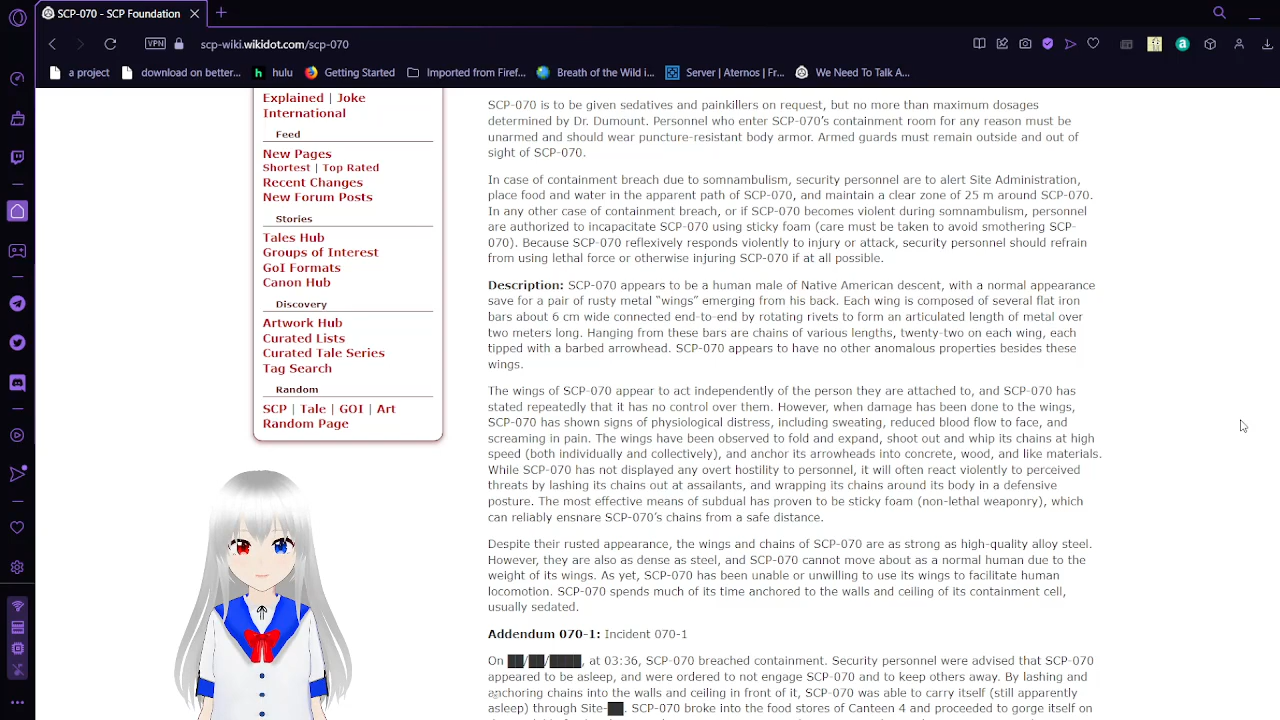 SCP-070 - SCP Foundation
VPN scp-wiki.wikidot.com/scp-070
a project download on better... hulu Getting Started Imported from Firef... Breath of the Wild i... Server | Aternos | Fr... We Need To Talk A...
Explained | Joke
International
Feed
New Pages
Shortest | Top Rated
Recent Changes
New Forum Posts
Stories
Tales Hub
Groups of Interest
GoI Formats
Canon Hub
Discovery
Artwork Hub
Curated Lists
Curated Tale Series
Tag Search
Random
SCP | Tale | GOI | Art
Random Page
SCP-070 is to be given sedatives and painkillers on request, but no more than maximum dosages
determined by Dr. Dumount. Personnel who enter SCP-070's containment room for any reason must be
unarmed and should wear puncture-resistant body armor. Armed guards must remain outside and out of
sight of SCP-070.
In case of containment breach due to somnambulism, security personnel are to alert Site Administration,
place food and water in the apparent path of SCP-070, and maintain a clear zone of 25 m around SCP-070.
In any other case of containment breach, or if SCP-070 becomes violent during somnambulism, personnel
are authorized to incapacitate SCP-070 using sticky foam (care must be taken to avoid smothering SCP-
070). Because SCP-070 reflexively responds violently to injury or attack, security personnel should refrain
from using lethal force or otherwise injuring SCP-070 if at all possible.
Description: SCP-070 appears to be a human male of Native American descent, with a normal appearance
save for a pair of rusty metal "wings" emerging from his back. Each wing is composed of several flat iron
bars about 6 cm wide connected end-to-end by rotating rivets to form an articulated length of metal over
two meters long. Hanging from these bars are chains of various lengths, twenty-two on each wing, each
tipped with a barbed arrowhead. SCP-070 appears to have no other anomalous properties besides these
wings.
The wings of SCP-070 appear to act independently of the person they are attached to, and SCP-070 has
stated repeatedly that it has no control over them. However, when damage has been done to the wings,
SCP-070 has shown signs of physiological distress, including sweating, reduced blood flow to face, and
screaming in pain. The wings have been observed to fold and expand, shoot out and whip its chains at high
speed (both individually and collectively), and anchor its arrowheads into concrete, wood, and like materials.
While SCP-070 has not displayed any overt hostility to personnel, it will often react violently to perceived
threats by lashing its chains out at assailants, and wrapping its chains around its body in a defensive
posture. The most effective means of subdual has proven to be sticky foam (non-lethal weaponry), which
can reliably ensnare SCP-070's chains from a safe distance.
Despite their rusted appearance, the wings and chains of SCP-070 are as strong as high-quality alloy steel.
However, they are also as dense as steel, and SCP-070 cannot move about as a normal human due to the
weight of its wings. As yet, SCP-070 has been unable or unwilling to use its wings to facilitate human
locomotion. SCP-070 spends much of its time anchored to the walls and ceiling of its containment cell,
usually sedated.
Addendum 070-1: Incident 070-1
On ██/██/████, at 03:36, SCP-070 breached containment. Security personnel were advised that SCP-070
appeared to be asleep, and were ordered to not engage SCP-070 and to keep others away. By lashing and
anchoring chains into the walls and ceiling in front of it, SCP-070 was able to carry itself (still apparently
asleep) through Site-██. SCP-070 broke into the food stores of Canteen 4 and proceeded to gorge itself on